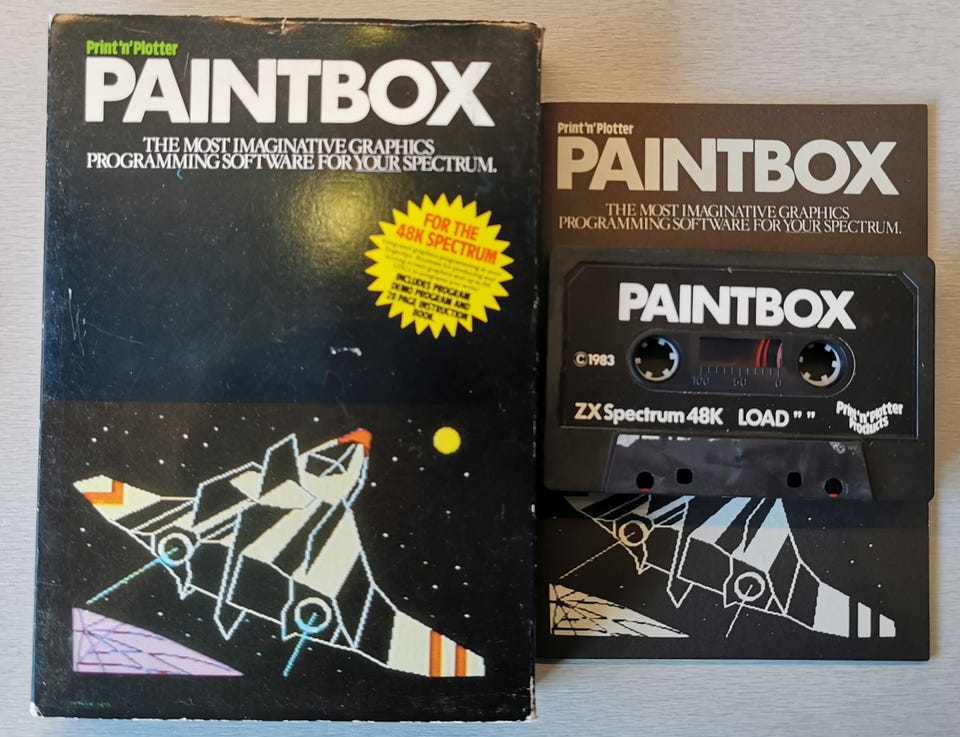 Print'n'Plotter
PAINTBOX
THE MOST IMAGINATIVE GRAPHICS
PROGRAMMING SOFTWARE FOR YOUR SPECTRUM.
FOR THE
48K SPECTRUM
INCLUDES PROGRAM
DEMO PROGRAM AND
28 PAGE INSTRUCTION
BOOK
Print'n'Plotter
PAINTBOX
THE MOST IMAGINATIVE GRAPHICS
PROGRAMMING SOFTWARE FOR YOUR SPECTRUM.
PAINTBOX
©1983
100 50 0
ZX Spectrum 48K LOAD " "
Print'n'Plotter
Products